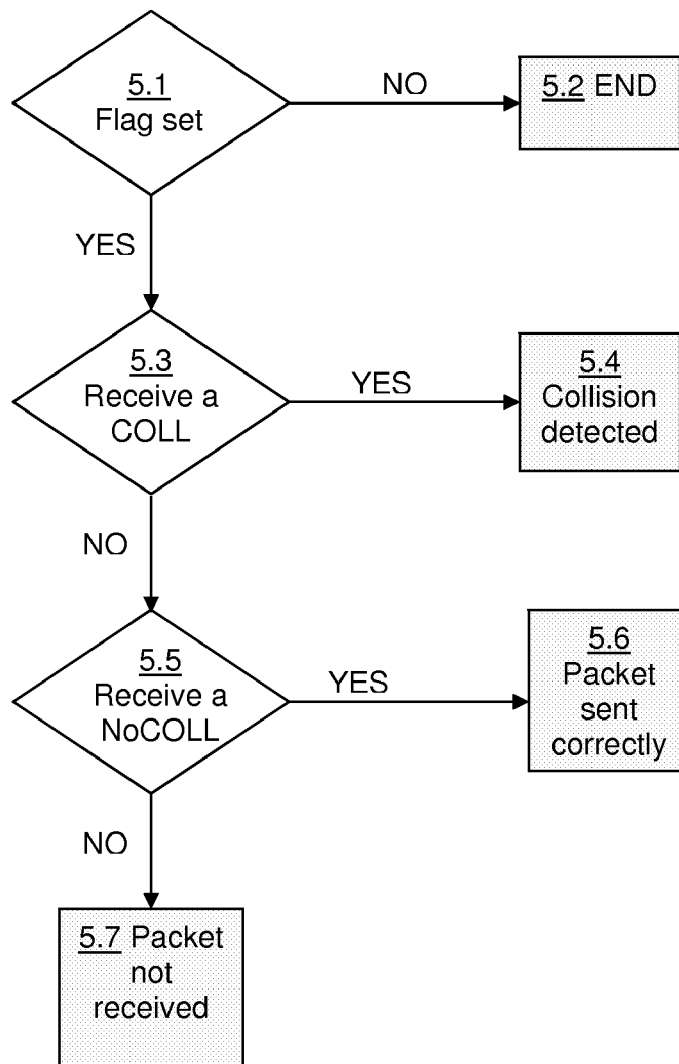 5.1
Flag set
NO
5.2 END
YES
5.3
Receive a
COLL
YES
5.4
Collision
detected
NO
5.5
Receive a
NoCOLL
YES
5.6
Packet
sent
correctly
NO
5.7 Packet
not
received